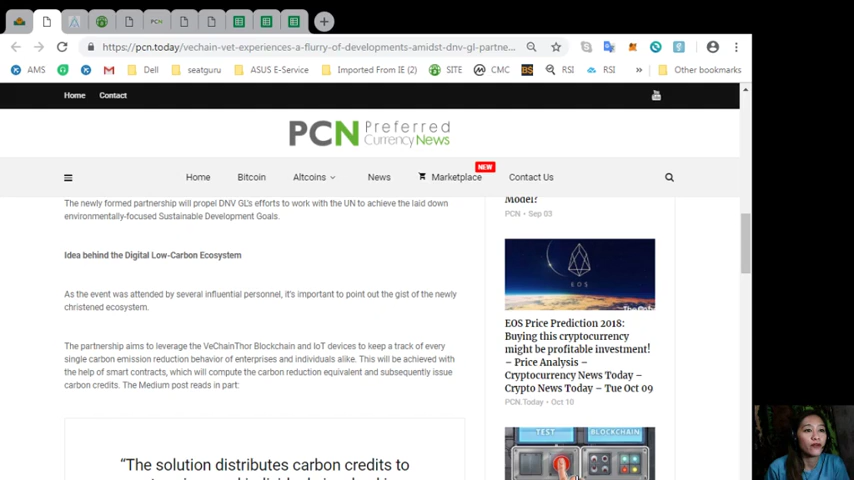 https://pcn.today/vechain-vet-experiences-a-flurry-of-developments-amidst-dnv-gl-partne...
AMS
Dell
seatguru
ASUS E-Service
Imported From IE (2)
SITE
CMC
RSI
RSI
»
Other bookmarks
Home
Contact
PCN Preferred
Currency News
NEW
Home
Bitcoin
Altcoins
News
Marketplace
Contact Us
The newly formed partnership will propel DNV GL's efforts to work with the UN to achieve the laid down
environmentally-focused Sustainable Development Goals.
Idea behind the Digital Low-Carbon Ecosystem
As the event was attended by several influential personnel, it's important to point out the gist of the newly
christened ecosystem.
The partnership aims to leverage the VeChainThor Blockchain and IoT devices to keep a track of every
single carbon emission reduction behavior of enterprises and individuals alike. This will be achieved with
the help of smart contracts, which will compute the carbon reduction equivalent and subsequently issue
carbon credits. The Medium post reads in part:
“The solution distributes carbon credits to
Model?
PCN - Sep 03
EOS
EOS Price Prediction 2018:
Buying this cryptocurrency
might be profitable investment!
– Price Analysis –
Cryptocurrency News Today –
Crypto News Today – Tue Oct 09
PCN.Today - Oct 10
TEST
BLOCKCHAIN